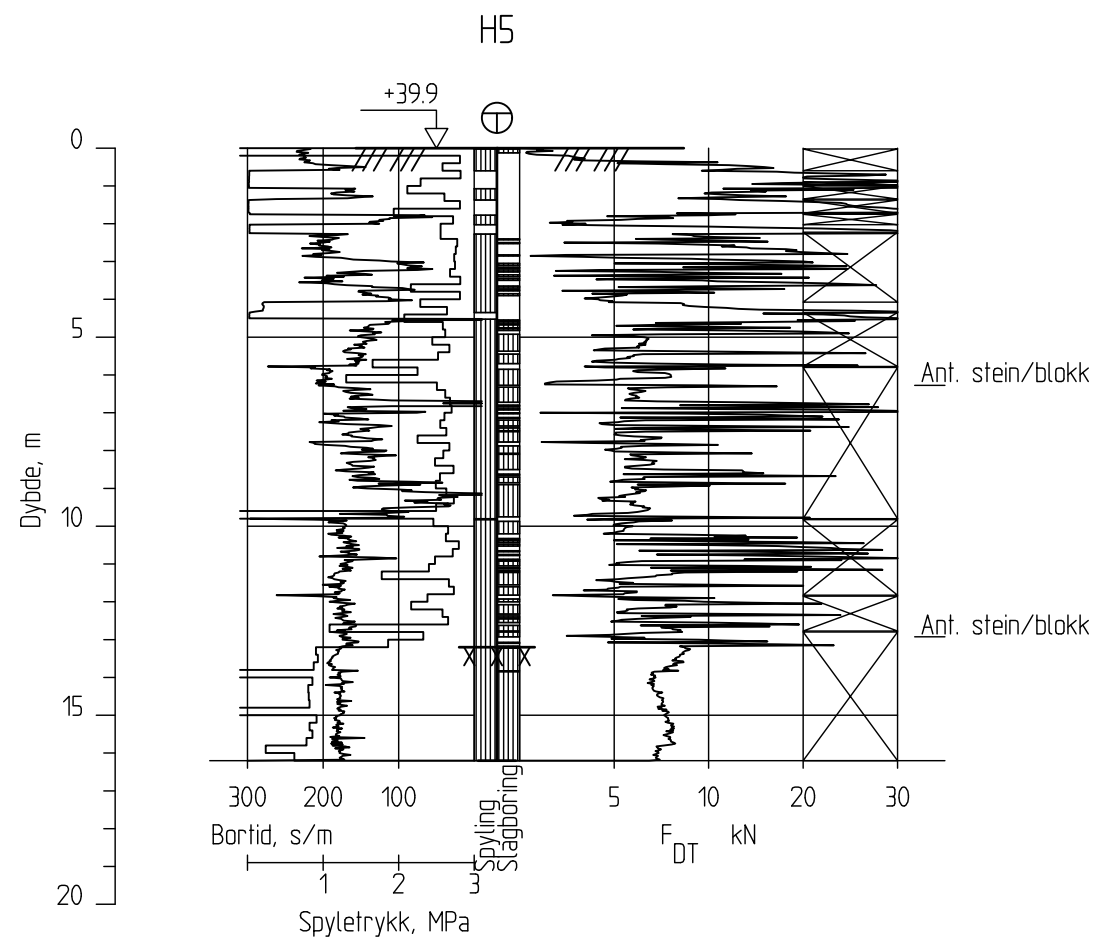 H5
+39.9
0
5
Ant. stein/blokk
Dybde, m
10
Ant. stein/blokk
15
300 200 100
5 10 20 30
Spyling
Slagboring
Bortid, s/m
F DT kN
1 2 3
20
Spyletrykk, MPa